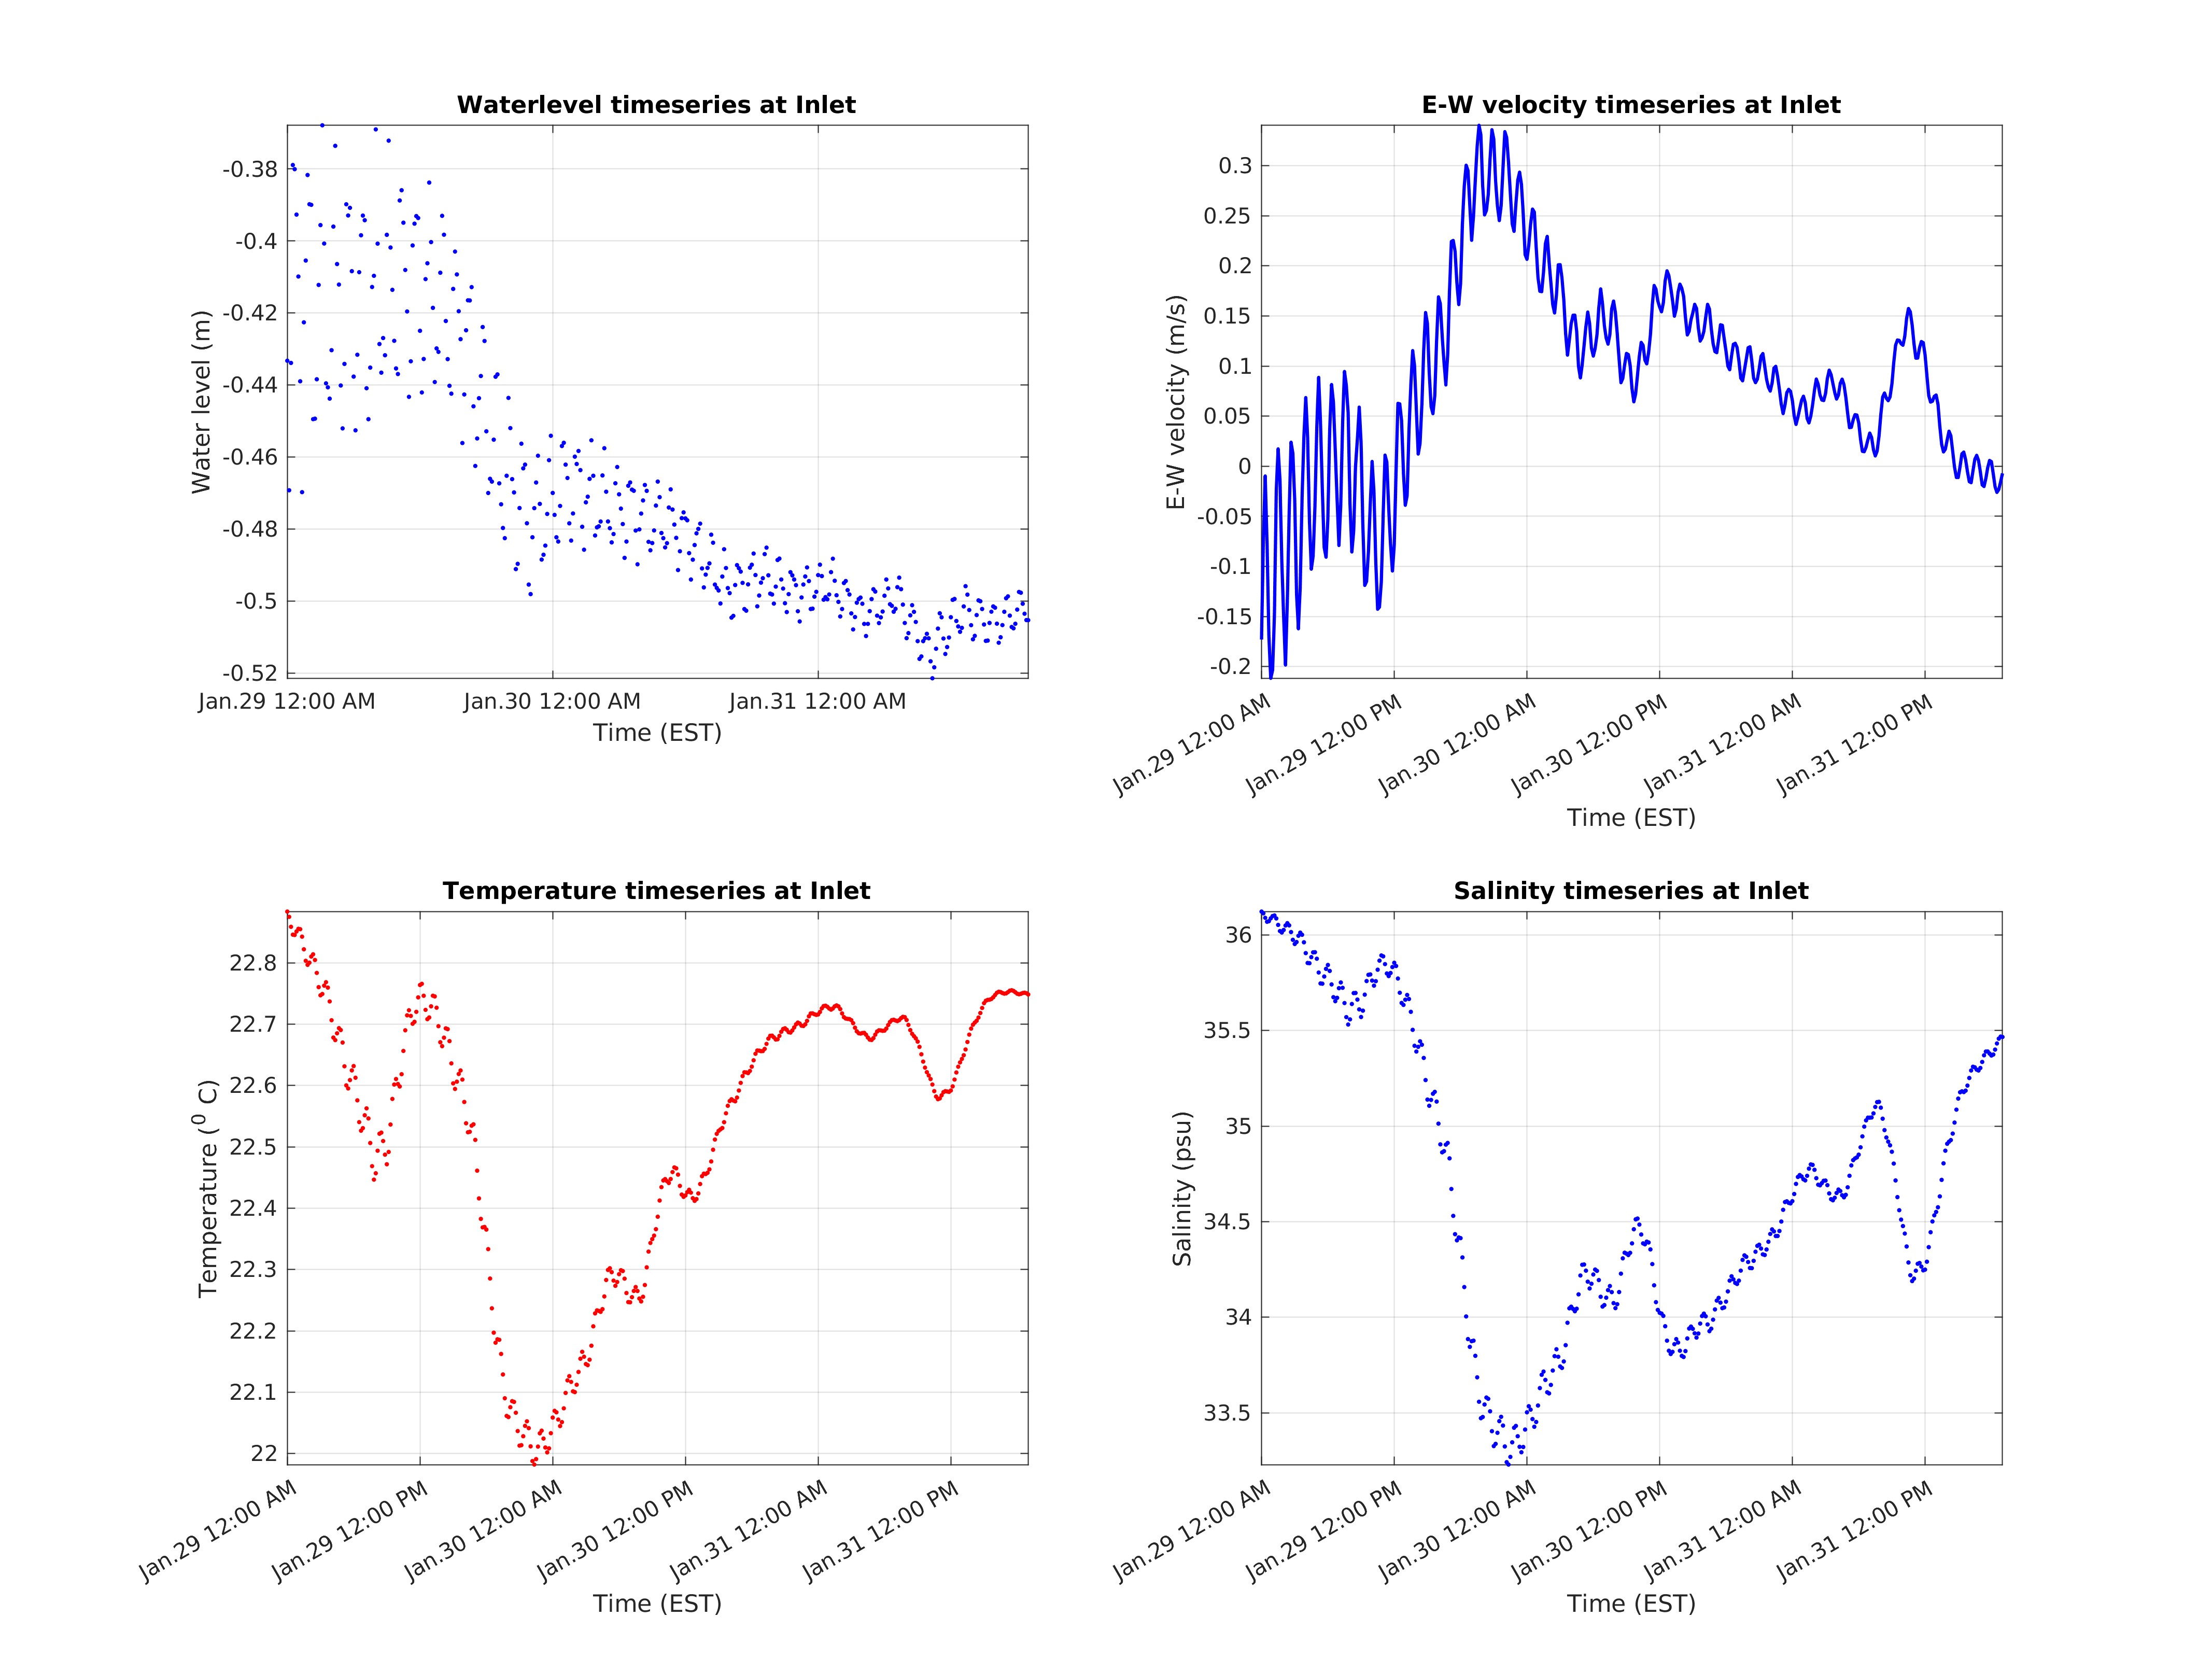 Waterlevel timeseries at Inlet
Water level (m)
-0.38
-0.4
-0.42
-0.44
-0.46
-0.48
-0.5
-0.52
Jan.29 12:00 AM
Jan.30 12:00 AM
Jan.31 12:00 AM
Time (EST)
E-W velocity timeseries at Inlet
E-W velocity (m/s)
0.3
0.25
0.2
0.15
0.1
0.05
0
-0.05
-0.1
-0.15
-0.2
Jan.29 12:00 AM
Jan.29 12:00 PM
Jan.30 12:00 AM
Jan.30 12:00 PM
Jan.31 12:00 AM
Jan.31 12:00 PM
Time (EST)
Temperature timeseries at Inlet
Temperature (⁰ C)
22.8
22.7
22.6
22.5
22.4
22.3
22.2
22.1
22
Jan.29 12:00 AM
Jan.29 12:00 PM
Jan.30 12:00 AM
Jan.30 12:00 PM
Jan.31 12:00 AM
Jan.31 12:00 PM
Time (EST)
Salinity timeseries at Inlet
Salinity (psu)
36
35.5
35
34.5
34
33.5
Jan.29 12:00 AM
Jan.29 12:00 PM
Jan.30 12:00 AM
Jan.30 12:00 PM
Jan.31 12:00 AM
Jan.31 12:00 PM
Time (EST)